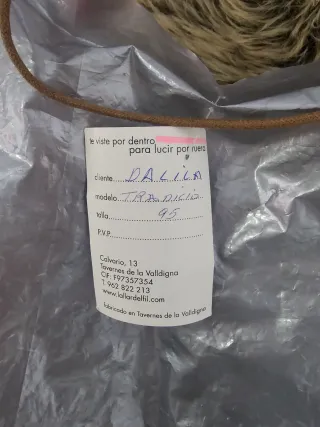 te viste por dentro
para lucir por fuera
cliente DALILA
modelo TRADICIO
talla 95
P.V.P.
Calvario, 13
Tavernes de la Valldigna
CIF: F97357354
T. 962 822 213
www.lallardelfil.com
fabricado en Tavernes de la Valldigna